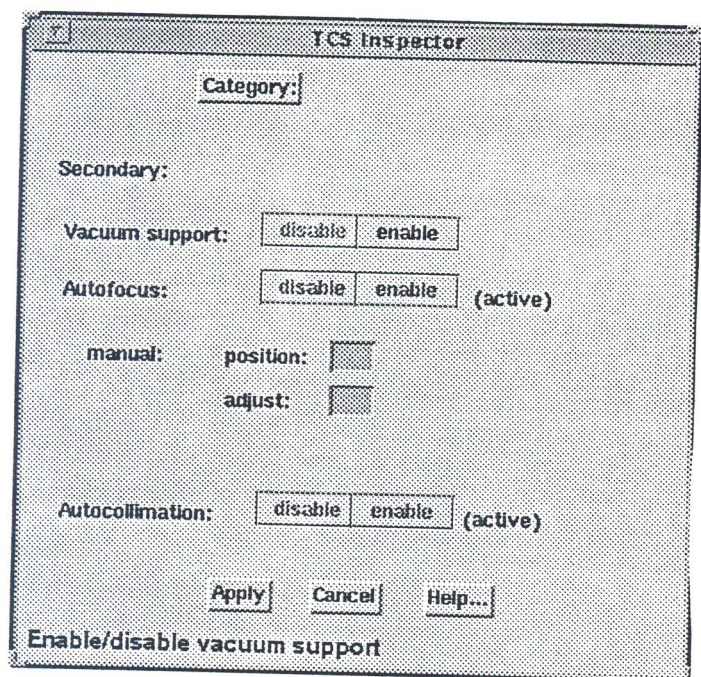 TCS Inspector
Category:
Secondary:
Vacuum support: disable enable
Autofocus: disable enable (active)
manual: position:
adjust:
Autocollimation: disable enable (active)
Apply Cancel Help...
Enable/disable vacuum support